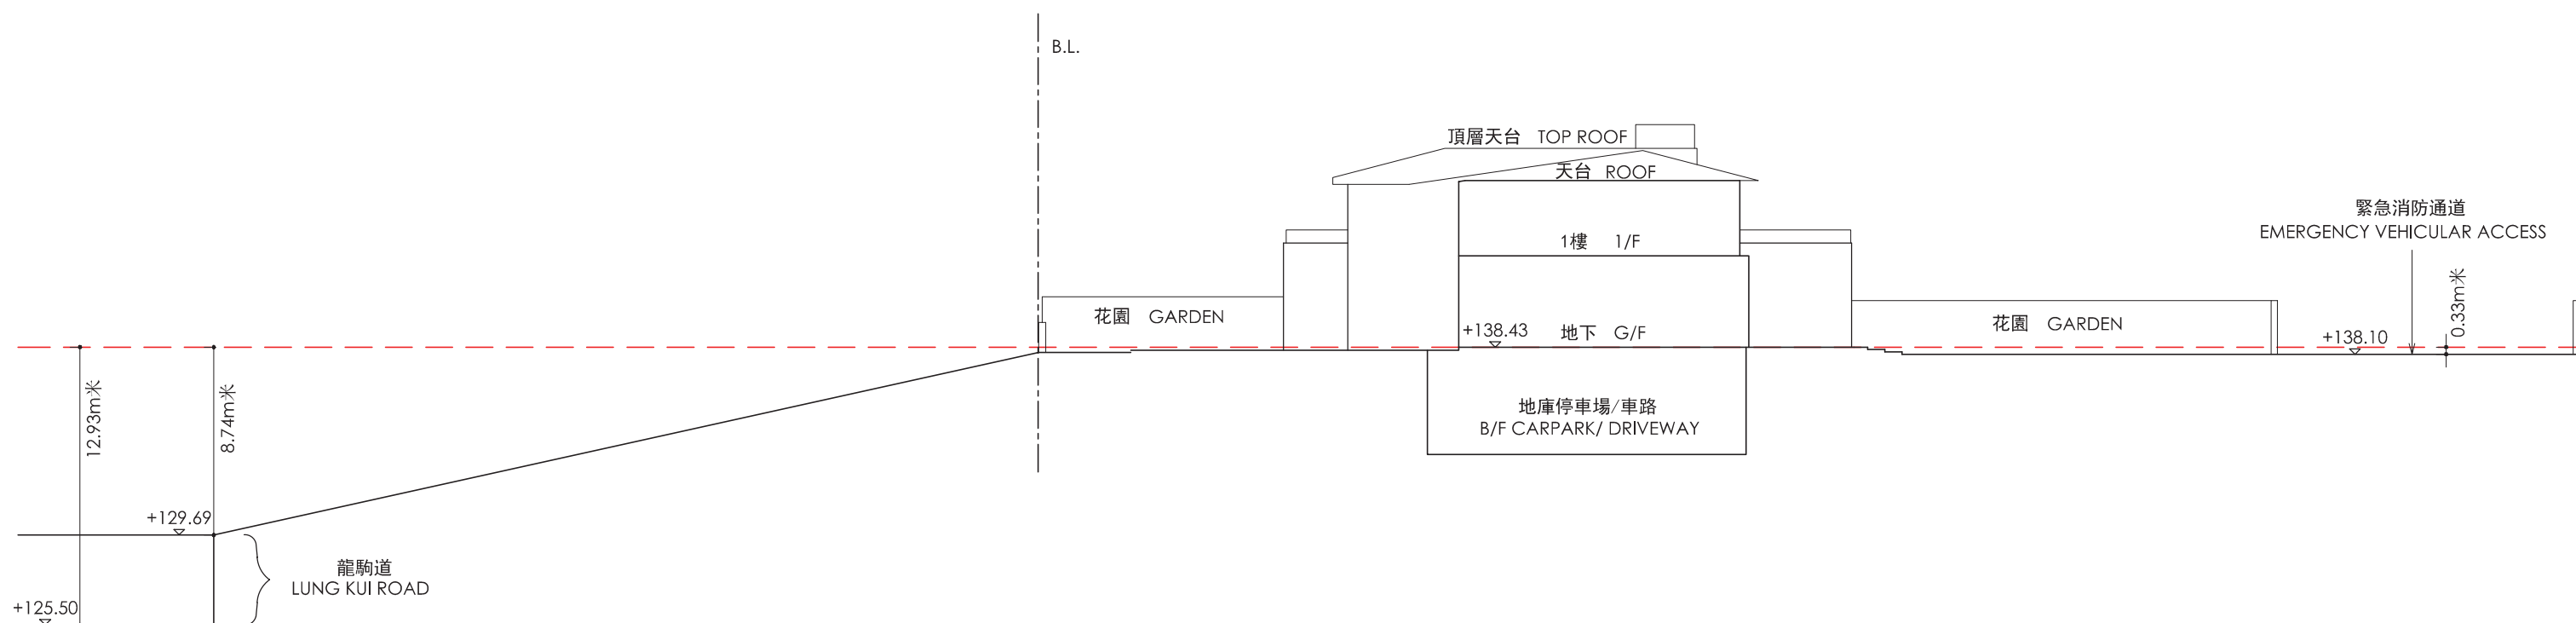 B.L.
頂層天台 TOP ROOF
天台 ROOF
緊急消防通道
EMERGENCY VEHICULAR ACCESS
1樓 1/F
花園 GARDEN
+138.43 地下 G/F
花園 GARDEN
+138.10
0.33m米
12.93m米
8.74m米
地庫停車場/車路
B/F CARPARK/ DRIVEWAY
+129.69
龍駒道
LUNG KUI ROAD
+125.50